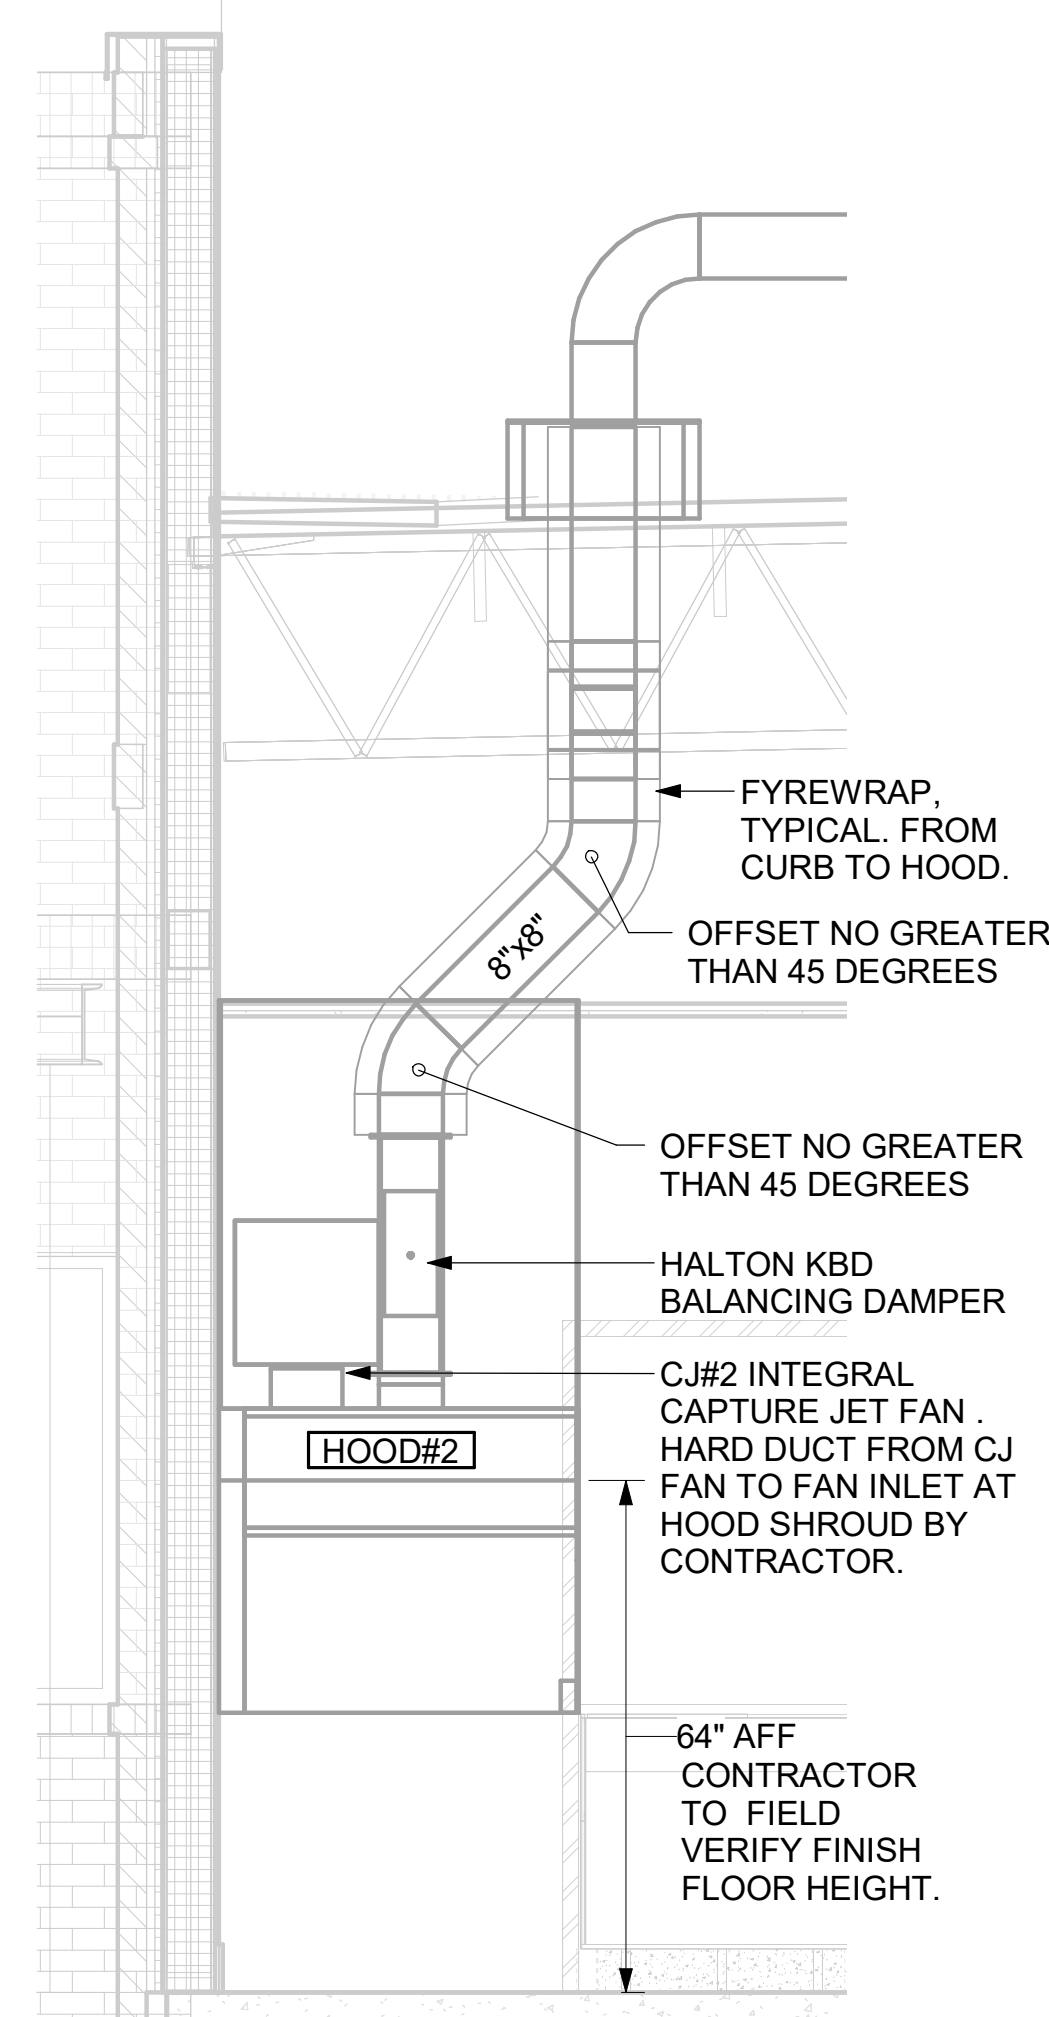 FYREWRAP,
TYPICAL. FROM
CURB TO HOOD.
OFFSET NO GREATER
THAN 45 DEGREES
8"x8"
OFFSET NO GREATER
THAN 45 DEGREES
HALTON KBD
BALANCING DAMPER
CJ#2 INTEGRAL
CAPTURE JET FAN .
HARD DUCT FROM CJ
FAN TO FAN INLET AT
HOOD SHROUD BY
CONTRACTOR.
HOOD#2
64" AFF
CONTRACTOR
TO FIELD
VERIFY FINISH
FLOOR HEIGHT.